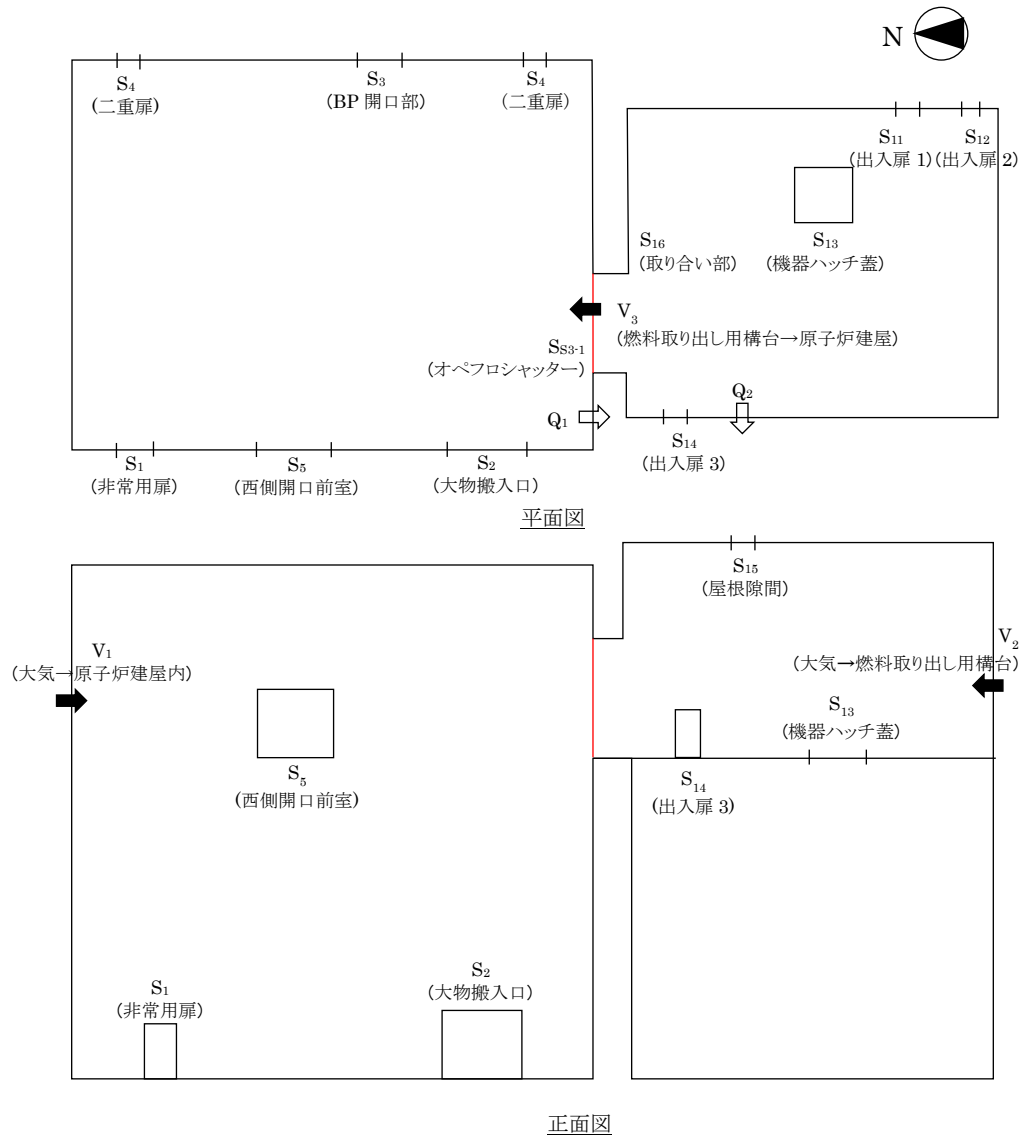 N
S4
(二重扉)
S3
(BP 開口部)
S4
(二重扉)
S11
(出入扉 1)
S12
(出入扉 2)
S16
(取り合い部)
S13
(機器ハッチ蓋)
V3
(燃料取り出し用構台→原子炉建屋)
SS3-1
(オペフロシャッター)
Q1
Q2
S14
(出入扉 3)
S1
(非常用扉)
S5
(西側開口前室)
S2
(大物搬入口)
平面図
S15
(屋根隙間)
V1
(大気→原子炉建屋内)
V2
(大気→燃料取り出し用構台)
S13
(機器ハッチ蓋)
S5
(西側開口前室)
S14
(出入扉 3)
S1
(非常用扉)
S2
(大物搬入口)
正面図